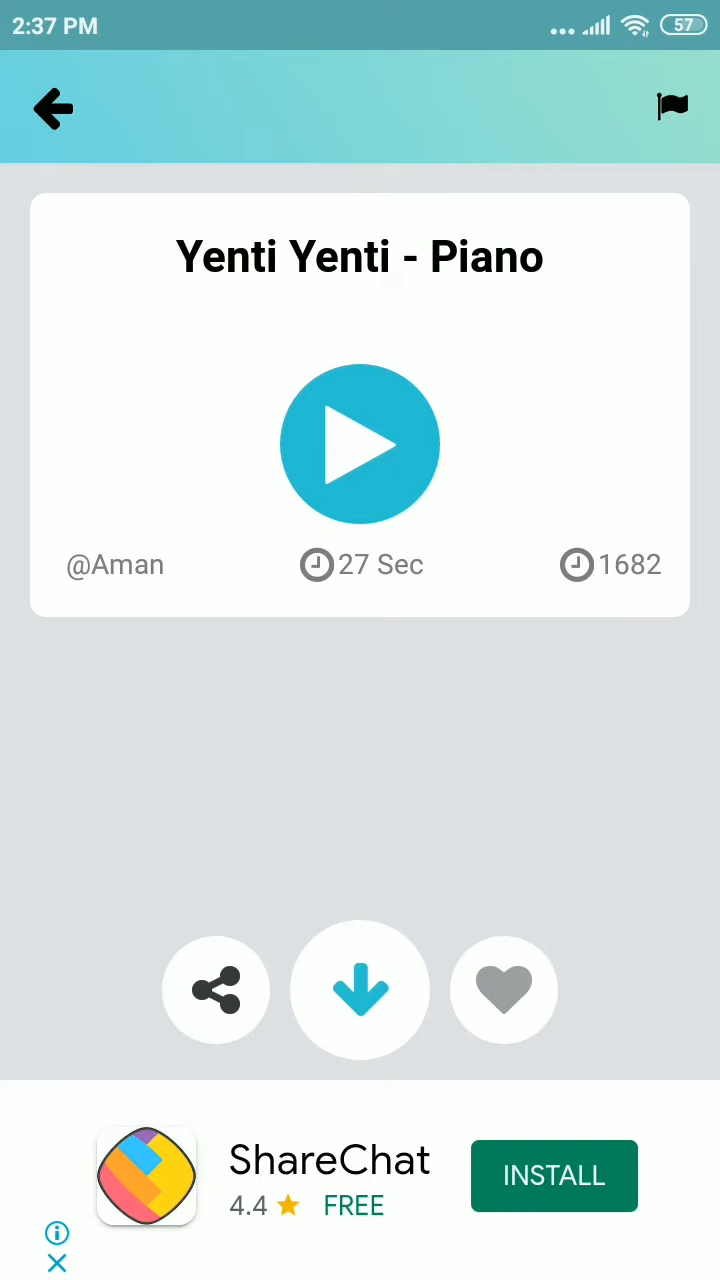 2:37 PM
57
Yenti Yenti - Piano
@Aman
27 Sec
1682
ShareChat
4.4 FREE
INSTALL